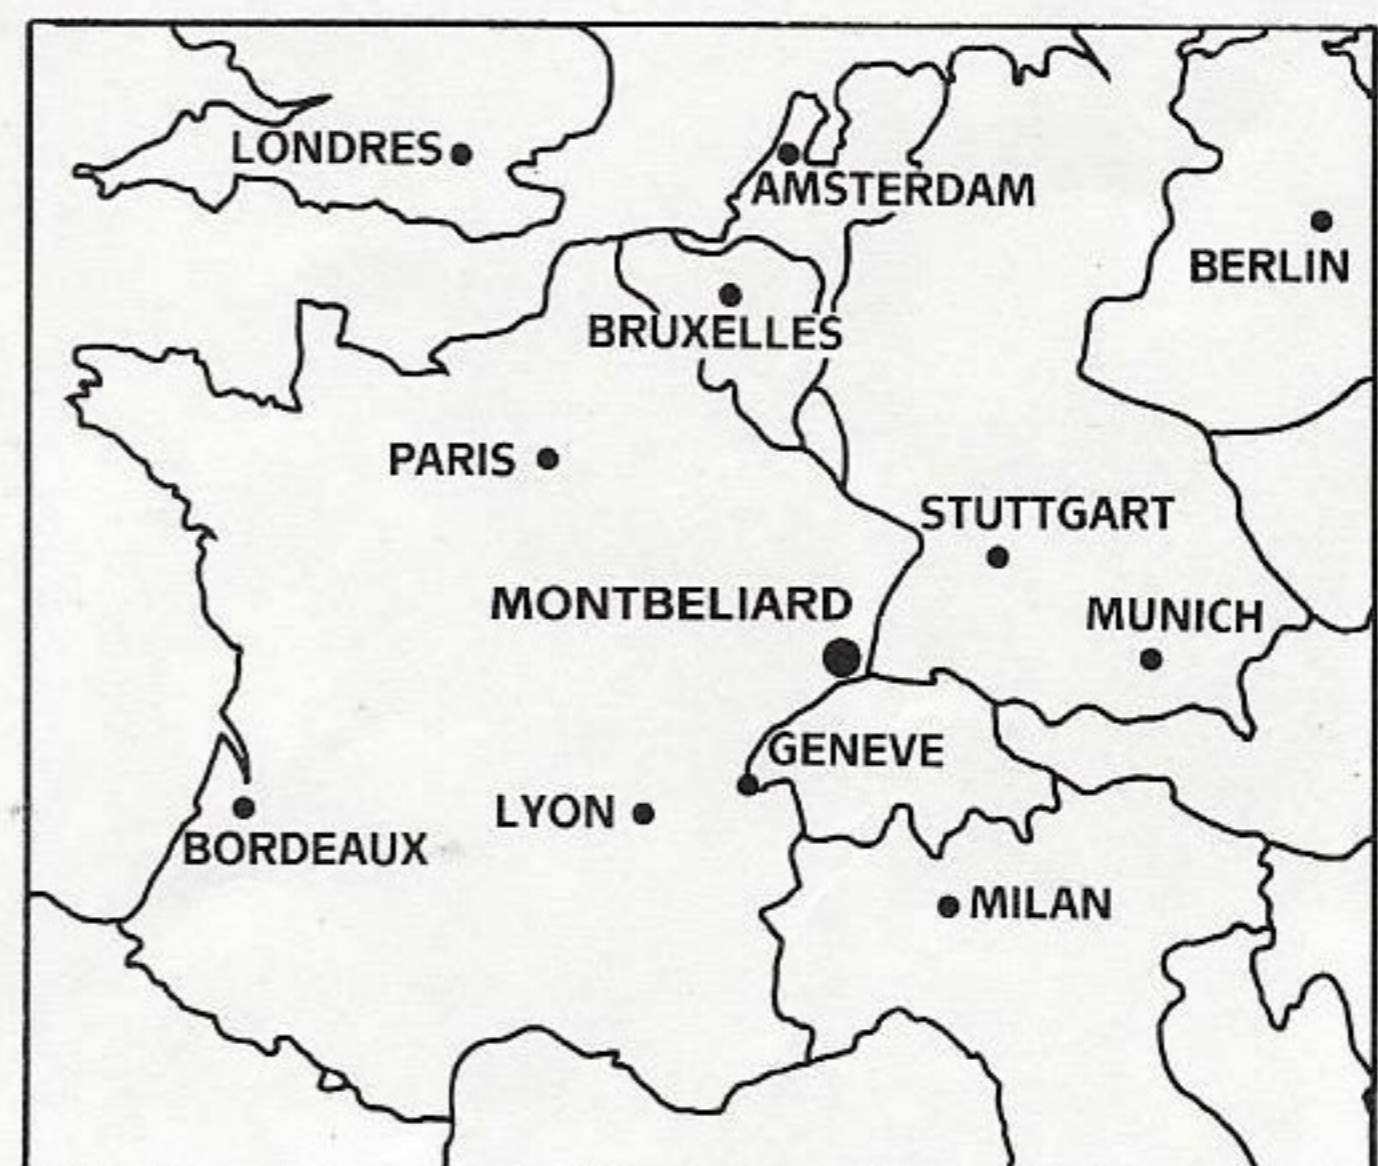 LONDRES
AMSTERDAM
BERLIN
BRUXELLES
PARIS
STUTTGART
MONTBELIARD
MUNICH
GENEVE
LYON
BORDEAUX
MILAN